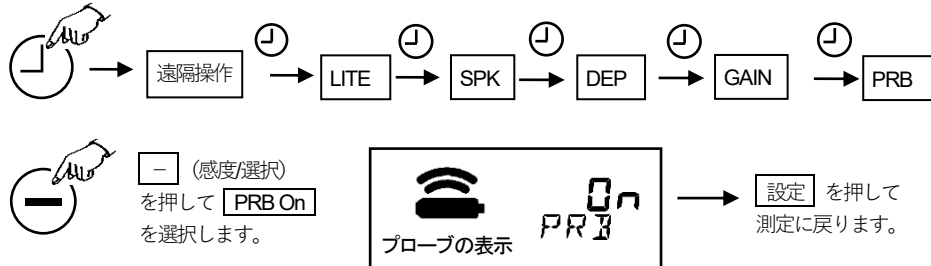 遠隔操作
LITE
SPK
DEP
GAIN
PRB
− (感度/選択)
を押して PRB On
を選択します。
On
PRB
プローブの表示
設定 を押して
測定に戻ります。